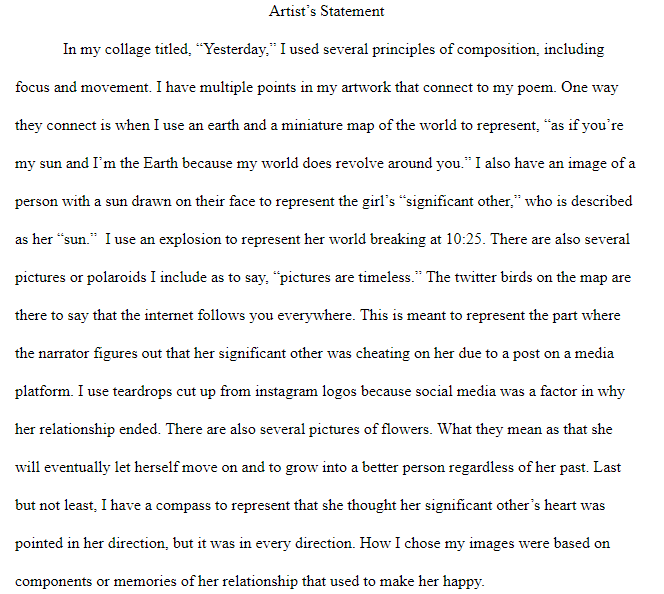 Artist’s Statement
In my collage titled, “Yesterday,” I used several principles of composition, including
focus and movement. I have multiple points in my artwork that connect to my poem. One way
they connect is when I use an earth and a miniature map of the world to represent, “as if you’re
my sun and I’m the Earth because my world does revolve around you.” I also have an image of a
person with a sun drawn on their face to represent the girl’s “significant other,” who is described
as her “sun.”  I use an explosion to represent her world breaking at 10:25. There are also several
pictures or polaroids I include as to say, “pictures are timeless.” The twitter birds on the map are
there to say that the internet follows you everywhere. This is meant to represent the part where
the narrator figures out that her significant other was cheating on her due to a post on a media
platform. I use teardrops cut up from instagram logos because social media was a factor in why
her relationship ended. There are also several pictures of flowers. What they mean as that she
will eventually let herself move on and to grow into a better person regardless of her past. Last
but not least, I have a compass to represent that she thought her significant other’s heart was
pointed in her direction, but it was in every direction. How I chose my images were based on
components or memories of her relationship that used to make her happy.